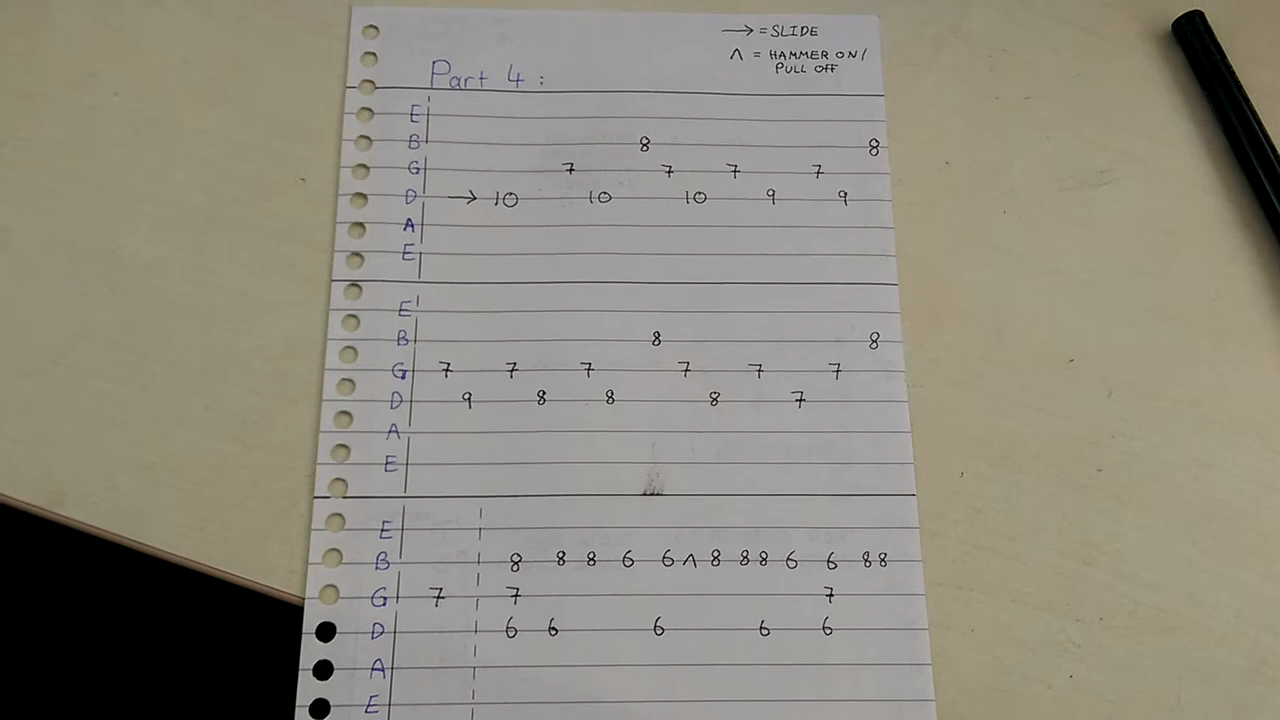 → = SLIDE
∧ = HAMMER ON /
PULL OFF
Part 4 :
E
B 8 8
G 7 7 7 7
D → 10 10 10 9 9
A
E
E
B 8 8
G 7 7 7 7 7 7
D 9 8 8 8 7
A
E
E
B 8 8 8 6 6 ∧ 8 8 8 6 6 8 8
G 7 7 7
D 6 6 6 6 6
A
E